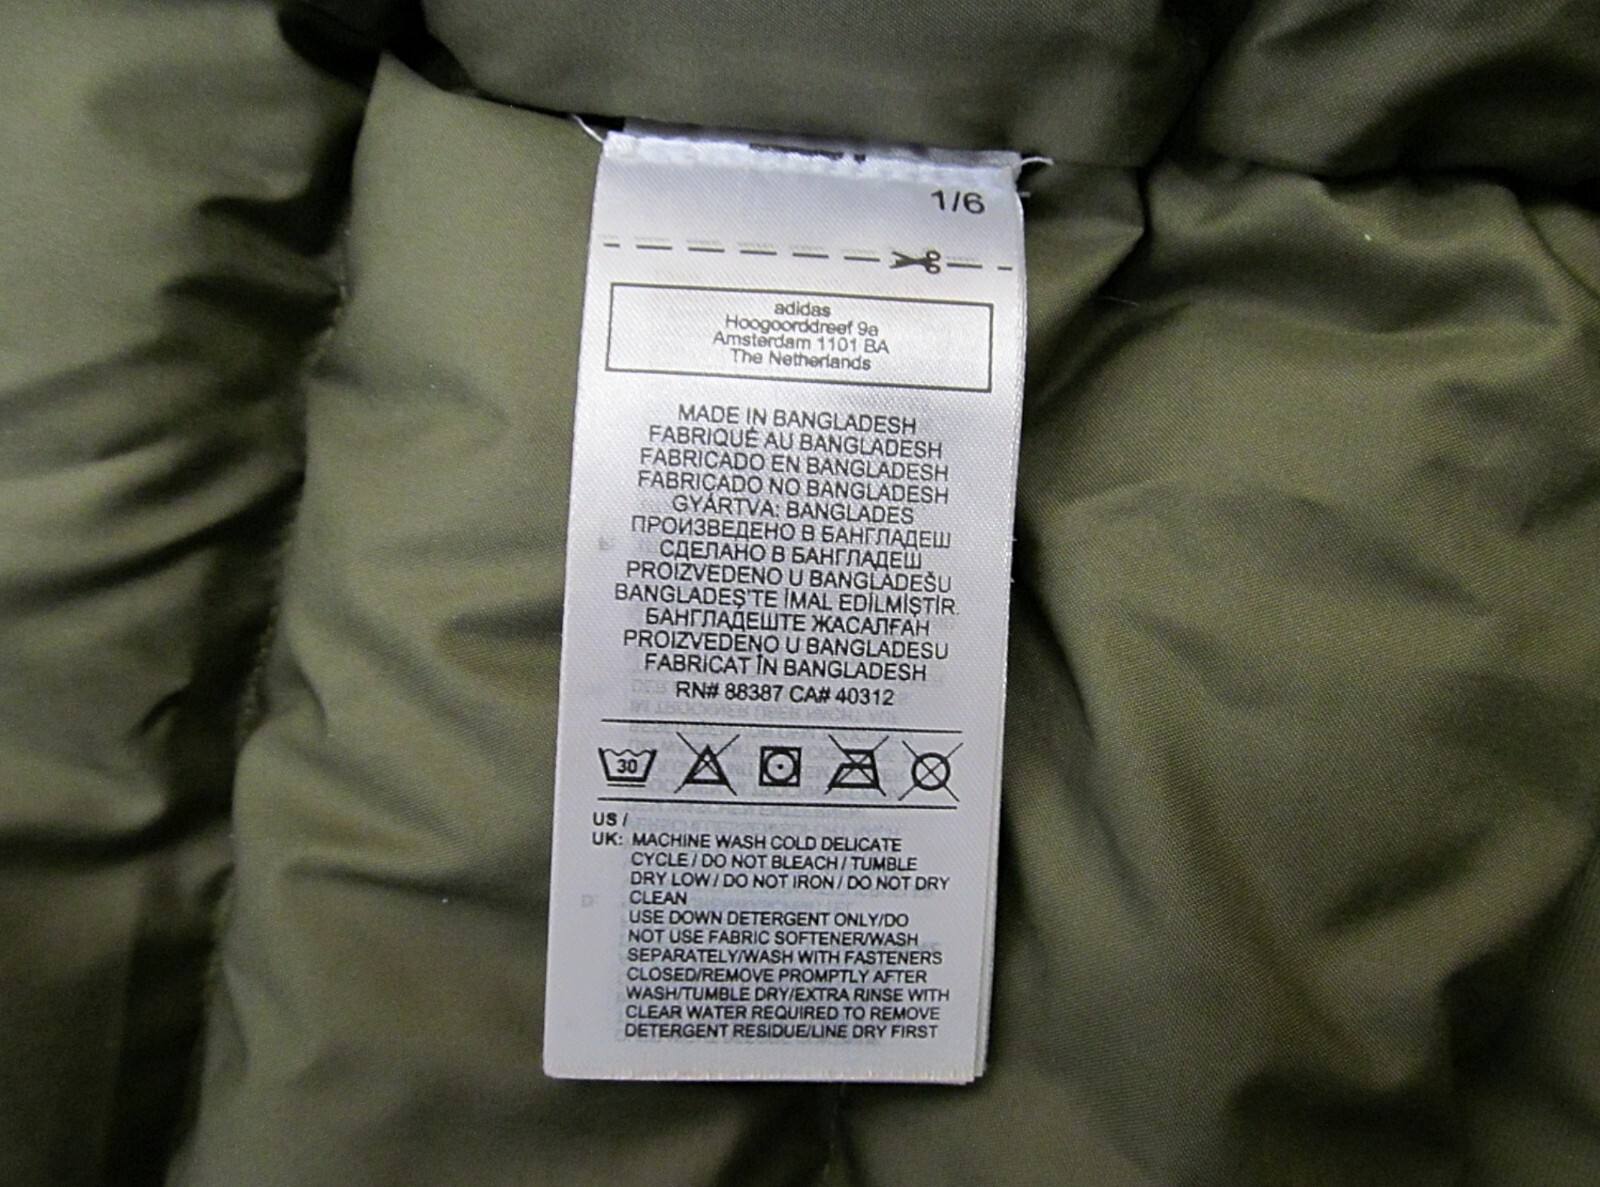 1/6
adidas
Hoogoorddreef 9a
Amsterdam 1101 BA
The Netherlands
MADE IN BANGLADESH
FABRIQUÉ AU BANGLADESH
FABRICADO EN BANGLADESH
FABRICADO NO BANGLADESH
GYÁRTVA: BANGLADES
ПРОИЗВЕДЕНО В БАНГЛАДЕШ
СДЕЛАНО В БАНГЛАДЕШ
PROIZVEDENO U BANGLADEŠU
BANGLADEŞ'TE İMAL EDİLMİŞTİR.
БАНГЛАДЕШТЕ ЖАСАЛҒАН
PROIZVEDENO U BANGLADESU
FABRICAT ÎN BANGLADESH
RN# 88387 CA# 40312
30
US /
UK: MACHINE WASH COLD DELICATE
CYCLE / DO NOT BLEACH / TUMBLE
DRY LOW / DO NOT IRON / DO NOT DRY
CLEAN
USE DOWN DETERGENT ONLY/DO
NOT USE FABRIC SOFTENER/WASH
SEPARATELY/WASH WITH FASTENERS
CLOSED/REMOVE PROMPTLY AFTER
WASH/TUMBLE DRY/EXTRA RINSE WITH
CLEAR WATER REQUIRED TO REMOVE
DETERGENT RESIDUE/LINE DRY FIRST